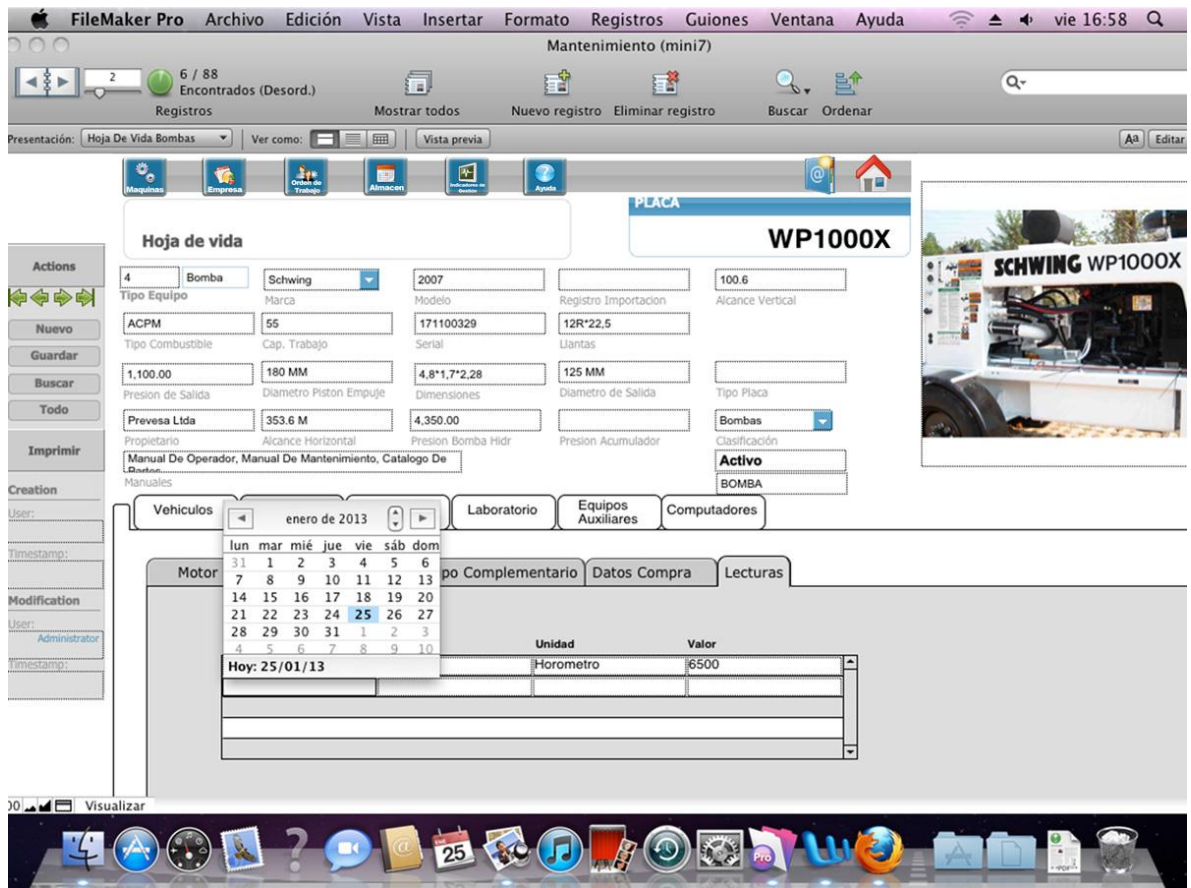 FileMaker Pro Archivo Edición Vista Insertar Formato Registros Guiones Ventana Ayuda vie 16:58
Mantenimiento (mini7)
2
6 / 88
Encontrados (Desord.)
Registros Mostrar todos Nuevo registro Eliminar registro Buscar Ordenar
Presentación: Hoja De Vida Bombas Ver como: Vista previa Aa Editar
Maquinas Empresa Orden de Trabajo Almacen Indicadores de Gestión Ayuda
PLACA
Hoja de vida WP1000X
SCHWING WP1000X
Actions
Nuevo
Guardar
Buscar
Todo
Imprimir
Creation
User:
Timestamp:
Modification
User:
Administrator
Timestamp:
4 Bomba Schwing 2007 100.6
Tipo Equipo Marca Modelo Registro Importacion Alcance Vertical
ACPM 55 171100329 12R*22,5
Tipo Combustible Cap. Trabajo Serial Llantas
1,100.00 180 MM 4,8*1,7*2,28 125 MM
Presion de Salida Diametro Piston Empuje Dimensiones Diametro de Salida Tipo Placa
Prevesa Ltda 353.6 M 4,350.00 Bombas
Propietario Alcance Horizontal Presion Bomba Hidr Presion Acumulador Clasificación
Manual De Operador, Manual De Mantenimiento, Catalogo De
Partes
Activo
Manuales
BOMBA
Vehiculos Laboratorio Equipos Auxiliares Computadores
enero de 2013
lun mar mié jue vie sáb dom
31 1 2 3 4 5 6
7 8 9 10 11 12 13
14 15 16 17 18 19 20
21 22 23 24 25 26 27
28 29 30 31 1 2 3
4 5 6 7 8 9 10
Hoy: 25/01/13
Motor po Complementario Datos Compra Lecturas
Unidad Valor
Horometro 6500
00 Visualizar
25
Pro
PDF